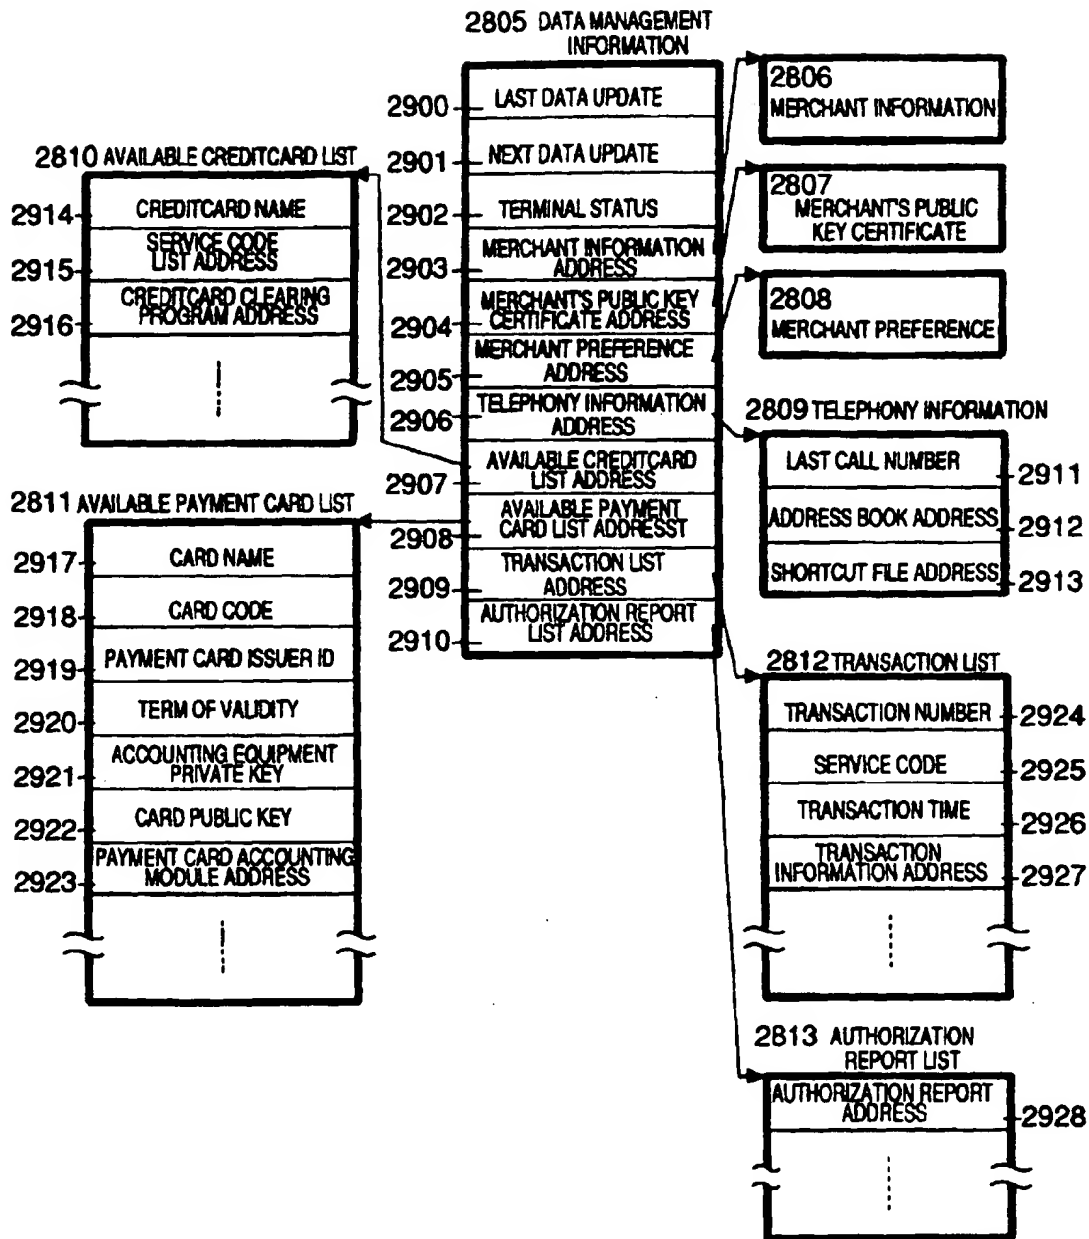 2805 DATA MANAGEMENT
INFORMATION
2900
LAST DATA UPDATE
2901
NEXT DATA UPDATE
2902
TERMINAL STATUS
2903
MERCHANT INFORMATION
ADDRESS
2904
MERCHANT'S PUBLIC KEY
CERTIFICATE ADDRESS
2905
MERCHANT PREFERENCE
ADDRESS
2906
TELEPHONY INFORMATION
ADDRESS
2907
AVAILABLE CREDITCARD
LIST ADDRESS
2908
AVAILABLE PAYMENT
CARD LIST ADDRESST
2909
TRANSACTION LIST
ADDRESS
2910
AUTHORIZATION REPORT
LIST ADDRESS
2810 AVAILABLE CREDITCARD LIST
2914
CREDITCARD NAME
2915
SERVICE CODE
LIST ADDRESS
2916
CREDITCARD CLEARING
PROGRAM ADDRESS
2811 AVAILABLE PAYMENT CARD LIST
2917
CARD NAME
2918
CARD CODE
2919
PAYMENT CARD ISSUER ID
2920
TERM OF VALIDITY
2921
ACCOUNTING EQUIPMENT
PRIVATE KEY
2922
CARD PUBLIC KEY
2923
PAYMENT CARD ACCOUNTING
MODULE ADDRESS
2806
MERCHANT INFORMATION
2807
MERCHANT'S PUBLIC
KEY CERTIFICATE
2808
MERCHANT PREFERENCE
2809 TELEPHONY INFORMATION
LAST CALL NUMBER
2911
ADDRESS BOOK ADDRESS
2912
SHORTCUT FILE ADDRESS
2913
2812 TRANSACTION LIST
TRANSACTION NUMBER
2924
SERVICE CODE
2925
TRANSACTION TIME
2926
TRANSACTION
INFORMATION ADDRESS
2927
2813 AUTHORIZATION
REPORT LIST
AUTHORIZATION REPORT
ADDRESS
2928